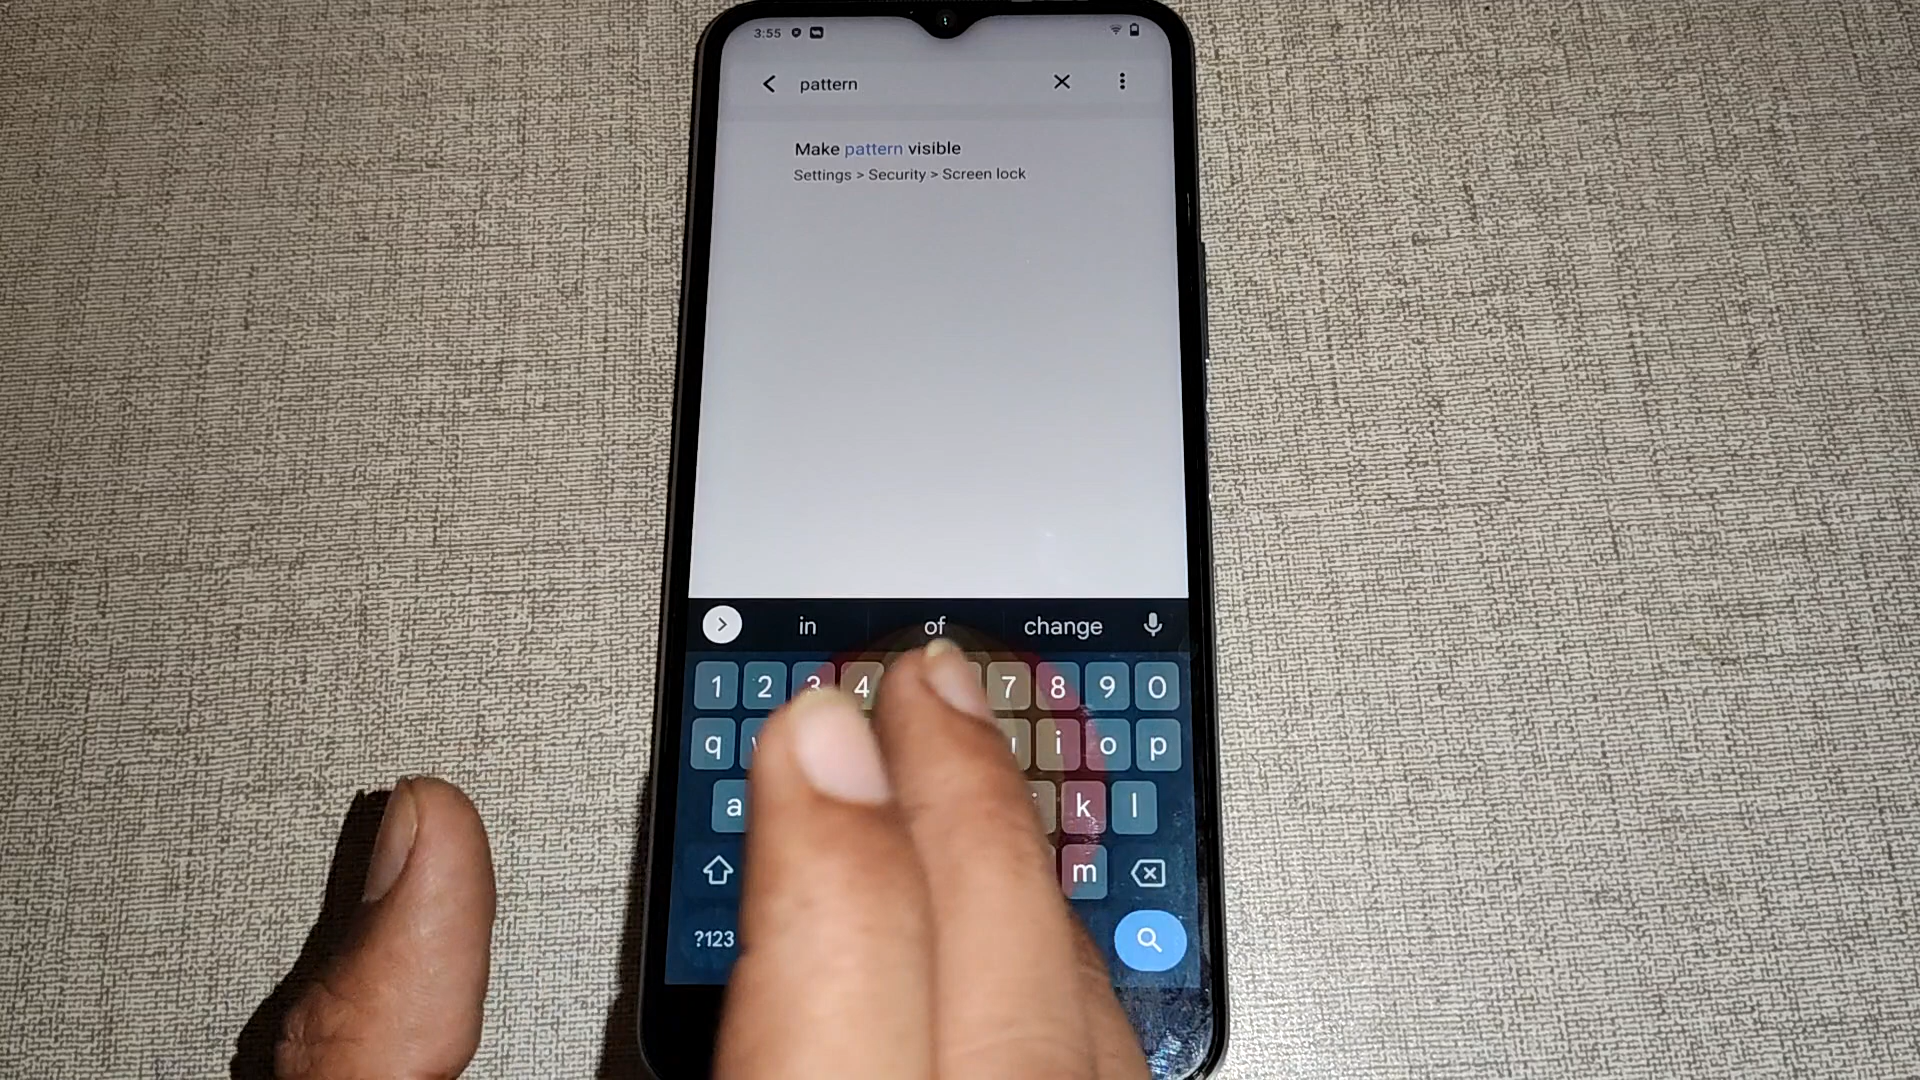 3:55
pattern
Make pattern visible
Settings > Security > Screen lock
in of change
1 2 3 4 7 8 9 0
q i o p
a k l
m
?123